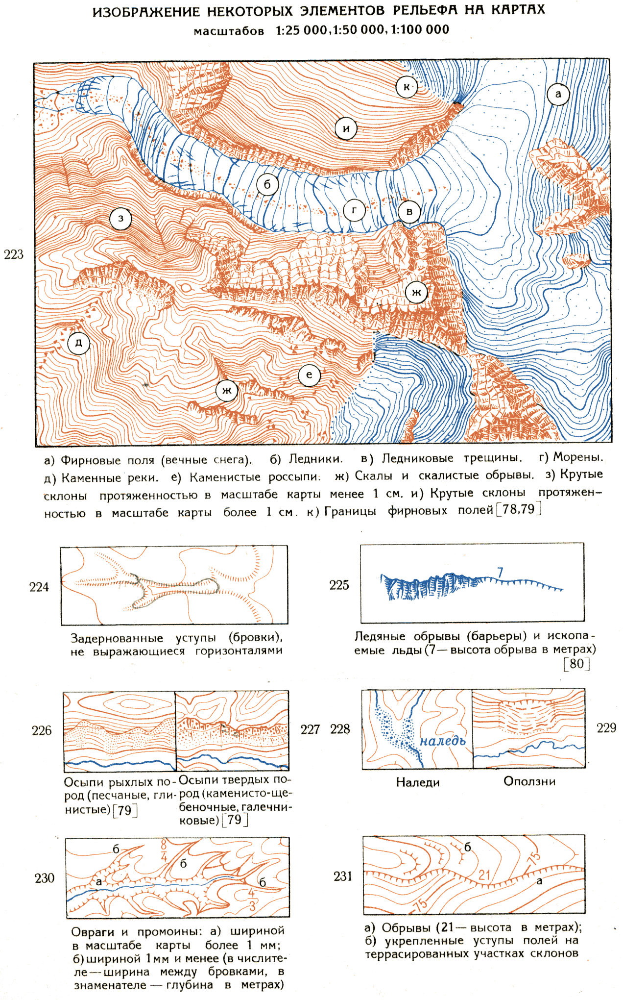 ИЗОБРАЖЕНИЕ НЕКОТОРЫХ ЭЛЕМЕНТОВ РЕЛЬЕФА НА КАРТАХ
масштабов 1:25 000, 1:50 000, 1:100 000
к
а
и
б
г
в
з
223
ж
д
е
ж
а) Фирновые поля (вечные снега). б) Ледники. в) Ледниковые трещины. г) Морены.
д) Каменные реки. е) Каменистые россыпи. ж) Скалы и скалистые обрывы. з) Крутые
склоны протяженностью в масштабе карты менее 1 см. и) Крутые склоны протяжен-
ностью в масштабе карты более 1 см. к) Границы фирновых полей [78,79]
224
Задернованные уступы (бровки),
не выражающиеся горизонталями
225
7
Ледяные обрывы (барьеры) и ископа-
емые льды (7— высота обрыва в метрах)
[80]
226
Осыпи рыхлых по-
род (песчаные, гли-
нистые) [79]
227
Осыпи твердых по-
род (каменисто-ще-
беночные, галечни-
ковые) [79]
228
наледь
Наледи
229
Оползни
230
б
8
4
б
а
б
4
3
Овраги и промоины: а) шириной
в масштабе карты более 1 мм;
б) шириной 1мм и менее (в числите-
ле — ширина между бровками, в
знаменателе — глубина в метрах)
231
б
75
21
а
75
а) Обрывы (21— высота в метрах);
б) укрепленные уступы полей на
террасированных участках склонов